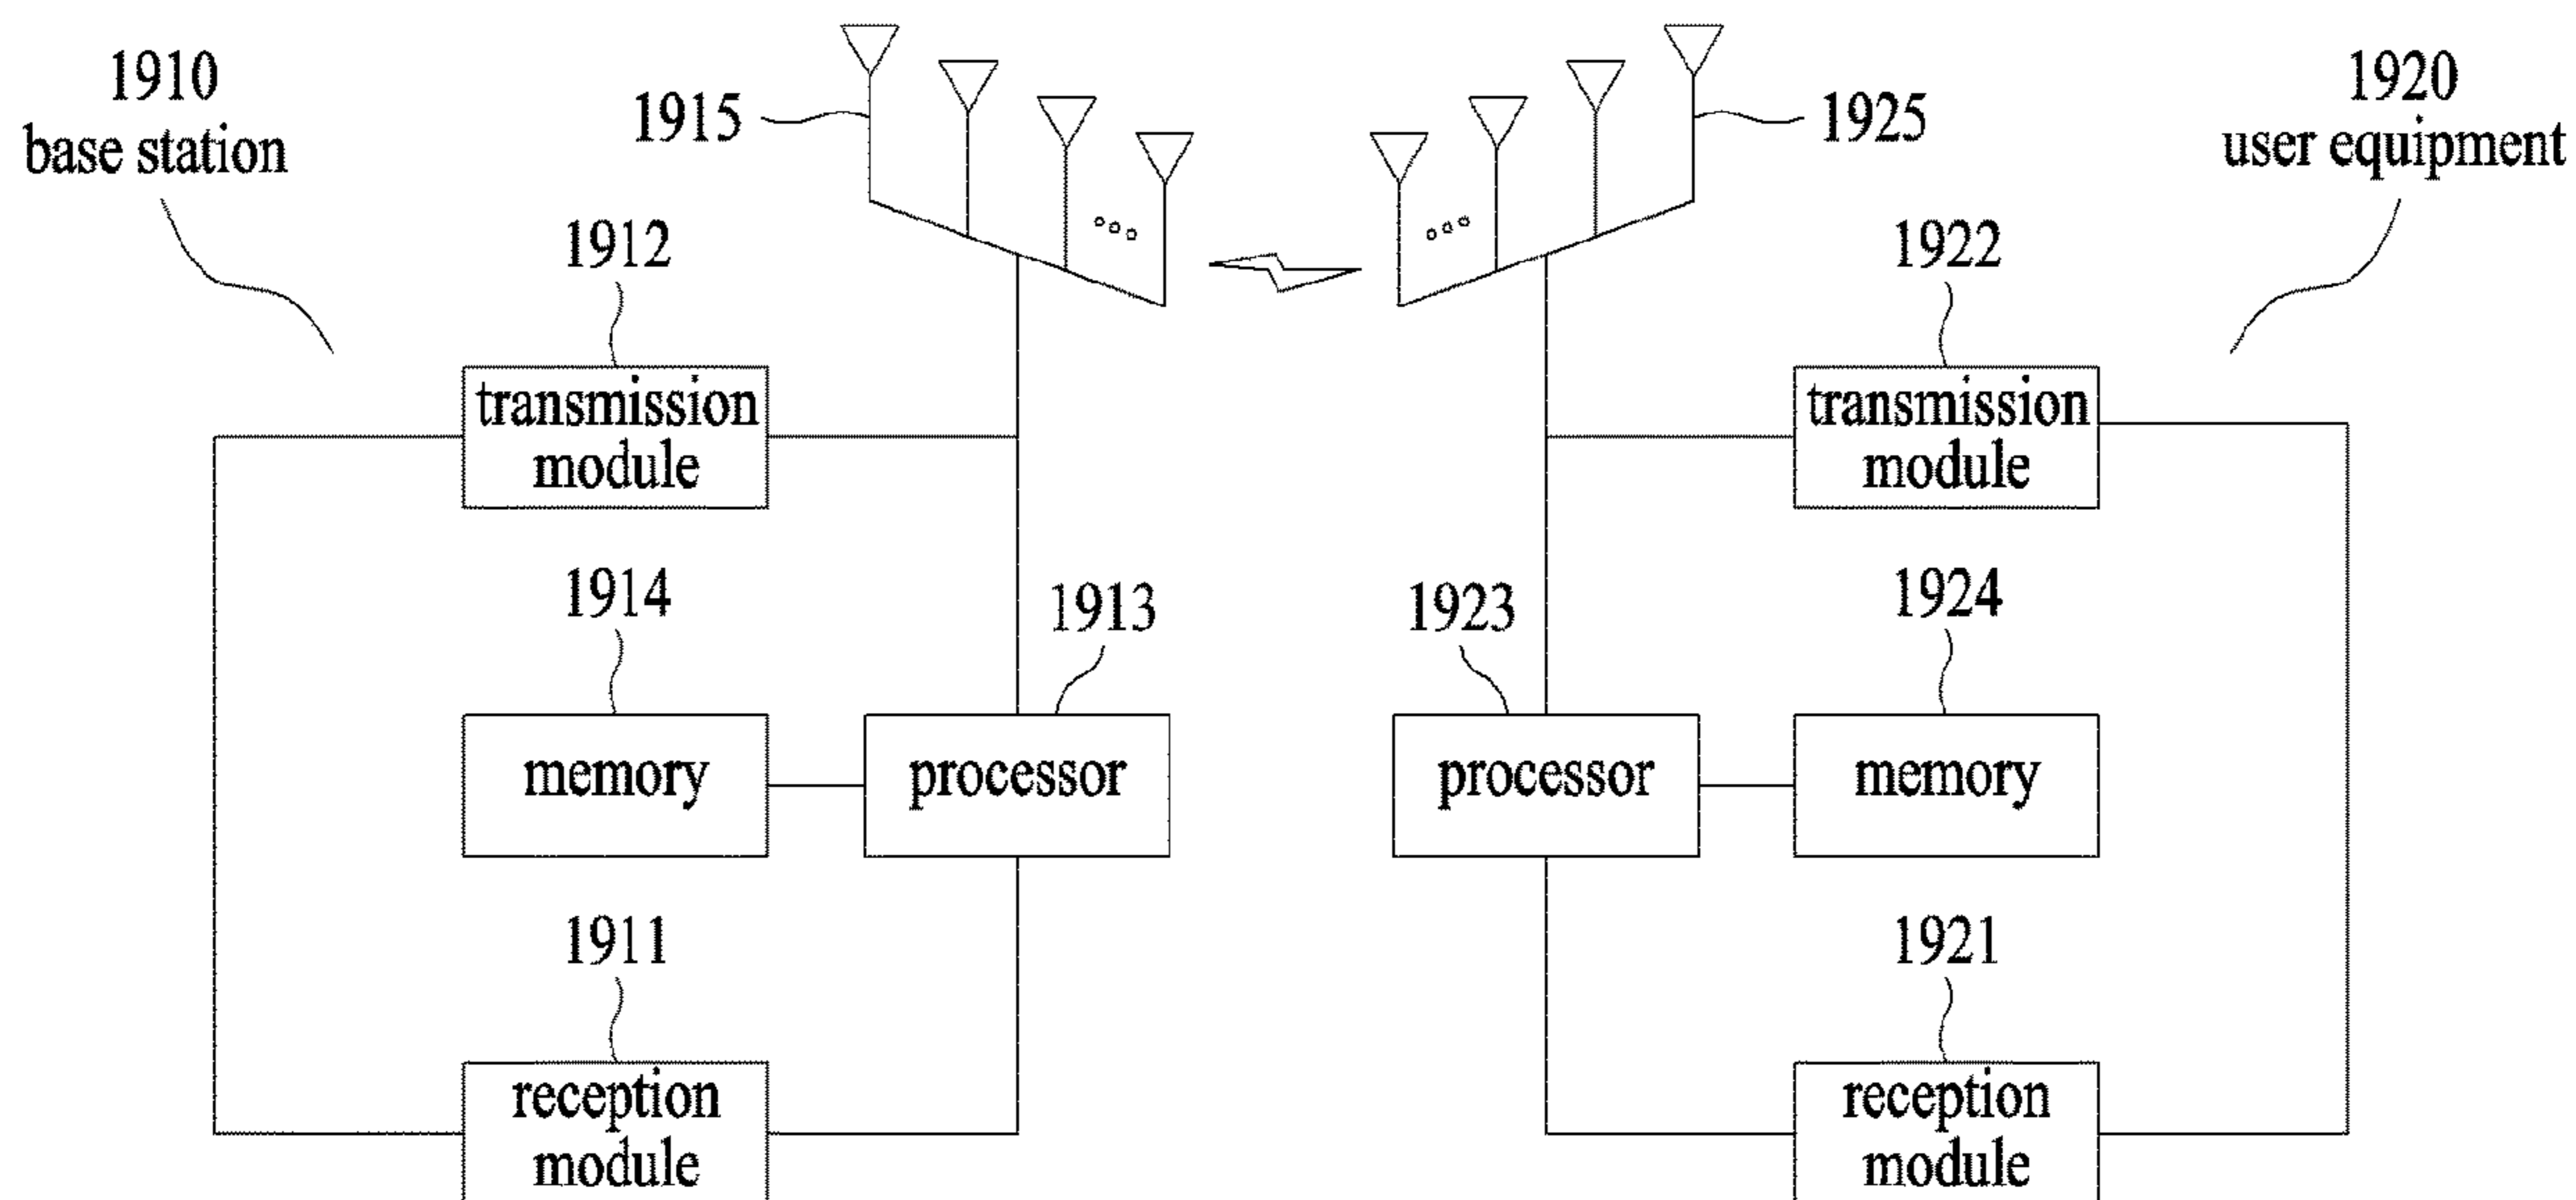 1910
base station
1915
1925
1920
user equipment
1912
1922
transmission
module
transmission
module
1914
1913
1923
1924
memory
processor
processor
memory
1911
1921
reception
module
reception
module